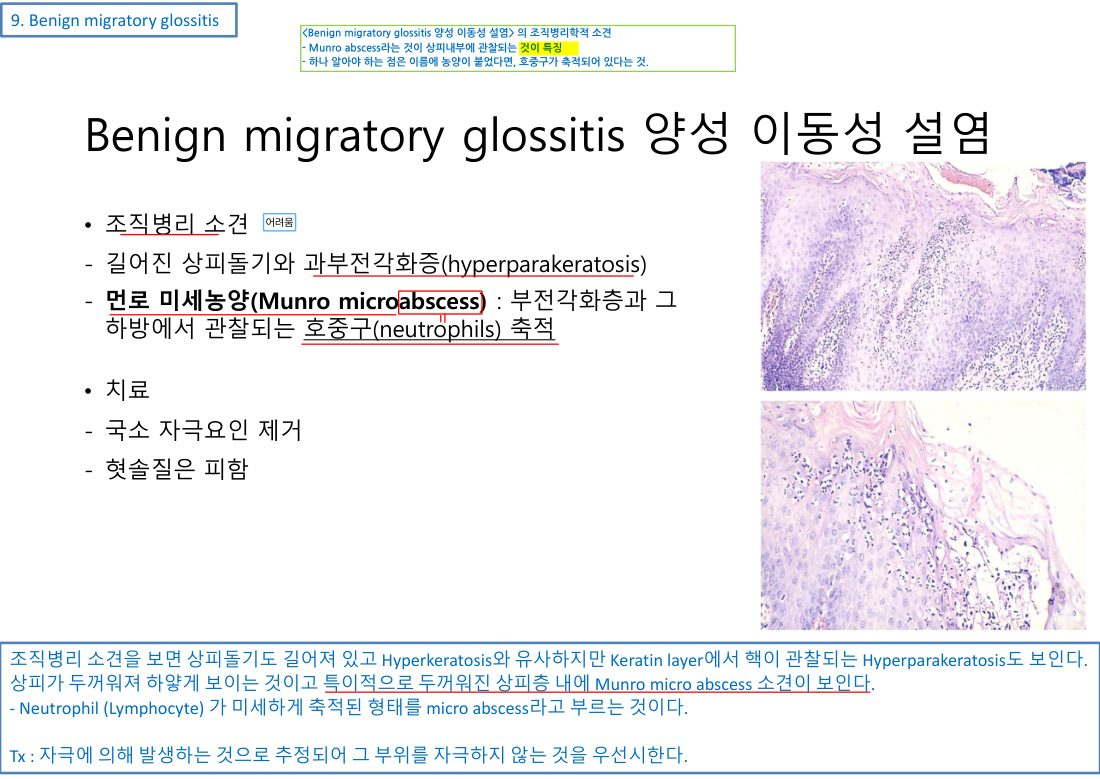 9. Benign migratory glossitis
<Benign migratory glossitis 양성 이동성 설염> 의 조직병리학적 소견
- Munro abscess라는 것이 상피내부에 관찰되는 것이 특징
- 하나 알아야 하는 점은 이름에 농양이 붙었다면, 호중구가 축적되어 있다는 것.
Benign migratory glossitis 양성 이동성 설염
• 조직병리 소견 어려움
- 길어진 상피돌기와 과부전각화증(hyperparakeratosis)
- 먼로 미세농양(Munro microabscess) : 부전각화층과 그
하방에서 관찰되는 호중구(neutrophils) 축적
• 치료
- 국소 자극요인 제거
- 혓솔질은 피함
조직병리 소견을 보면 상피돌기도 길어져 있고 Hyperkeratosis와 유사하지만 Keratin layer에서 핵이 관찰되는 Hyperparakeratosis도 보인다.
상피가 두꺼워져 하얗게 보이는 것이고 특이적으로 두꺼워진 상피층 내에 Munro micro abscess 소견이 보인다.
- Neutrophil (Lymphocyte) 가 미세하게 축적된 형태를 micro abscess라고 부르는 것이다.
Tx : 자극에 의해 발생하는 것으로 추정되어 그 부위를 자극하지 않는 것을 우선시한다.